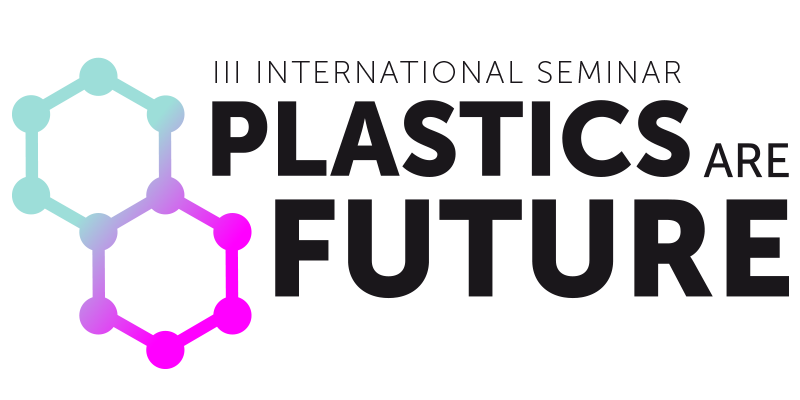 III INTERNATIONAL SEMINAR
PLASTICS ARE
FUTURE